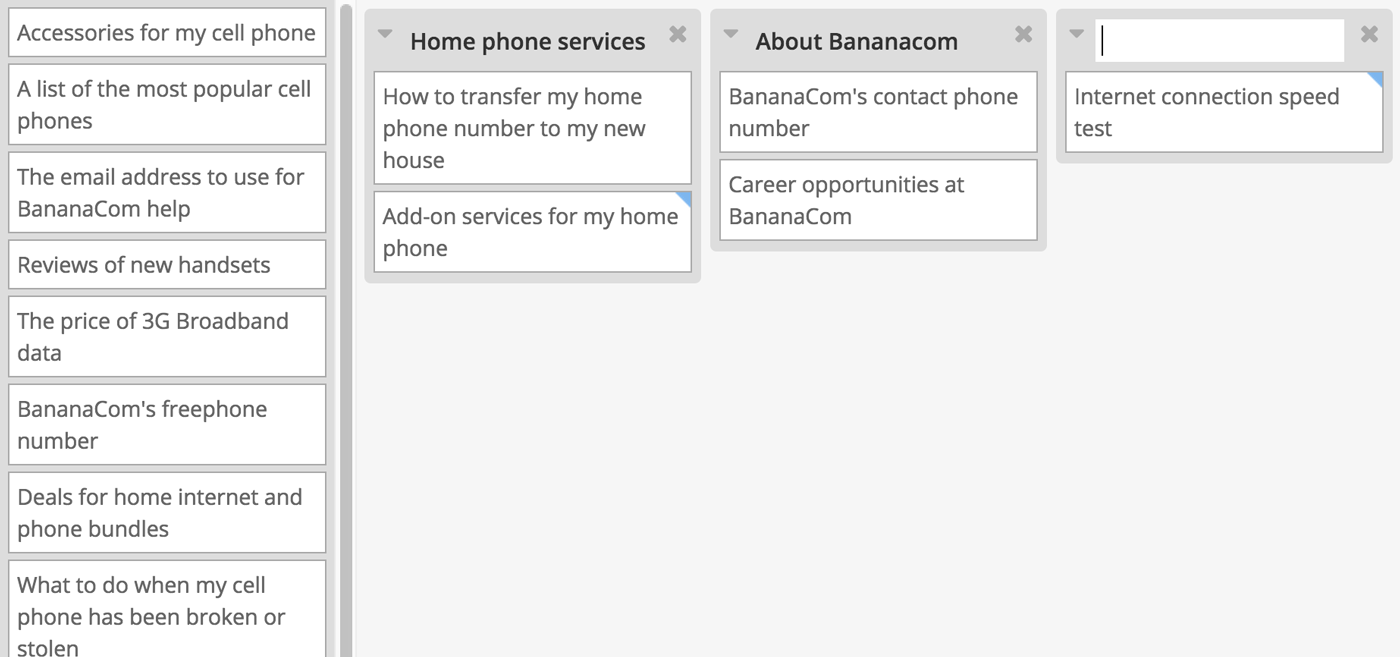 Accessories for my cell phone
A list of the most popular cell
phones
The email address to use for
BananaCom help
Reviews of new handsets
The price of 3G Broadband
data
BananaCom's freephone
number
Deals for home internet and
phone bundles
What to do when my cell
phone has been broken or
stolen
Home phone services
How to transfer my home
phone number to my new
house
Add-on services for my home
phone
About Bananacom
BananaCom's contact phone
number
Career opportunities at
BananaCom
Internet connection speed
test